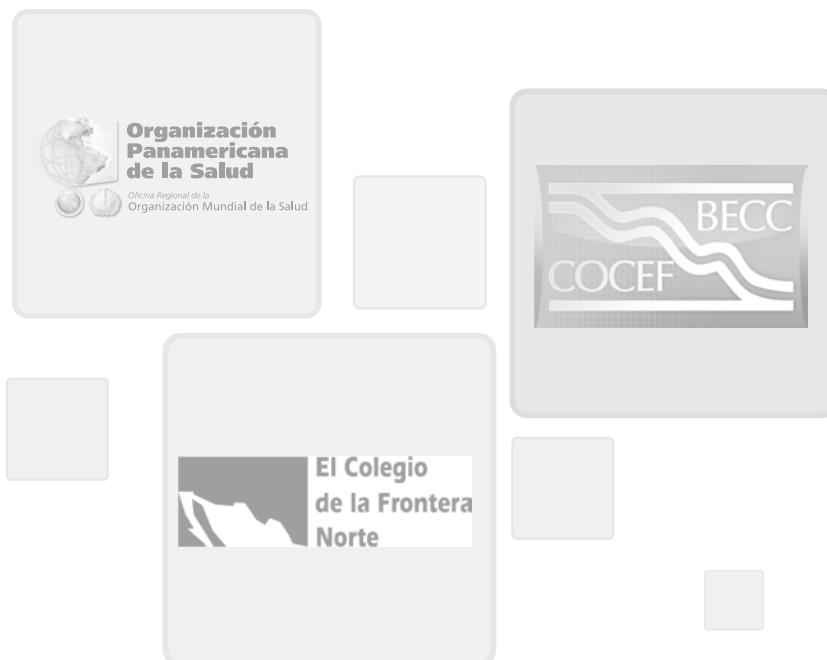 Organización
Panamericana
de la Salud
Oficina Regional de la
Organización Mundial de la Salud
BECC
COCEF
El Colegio
de la Frontera
Norte